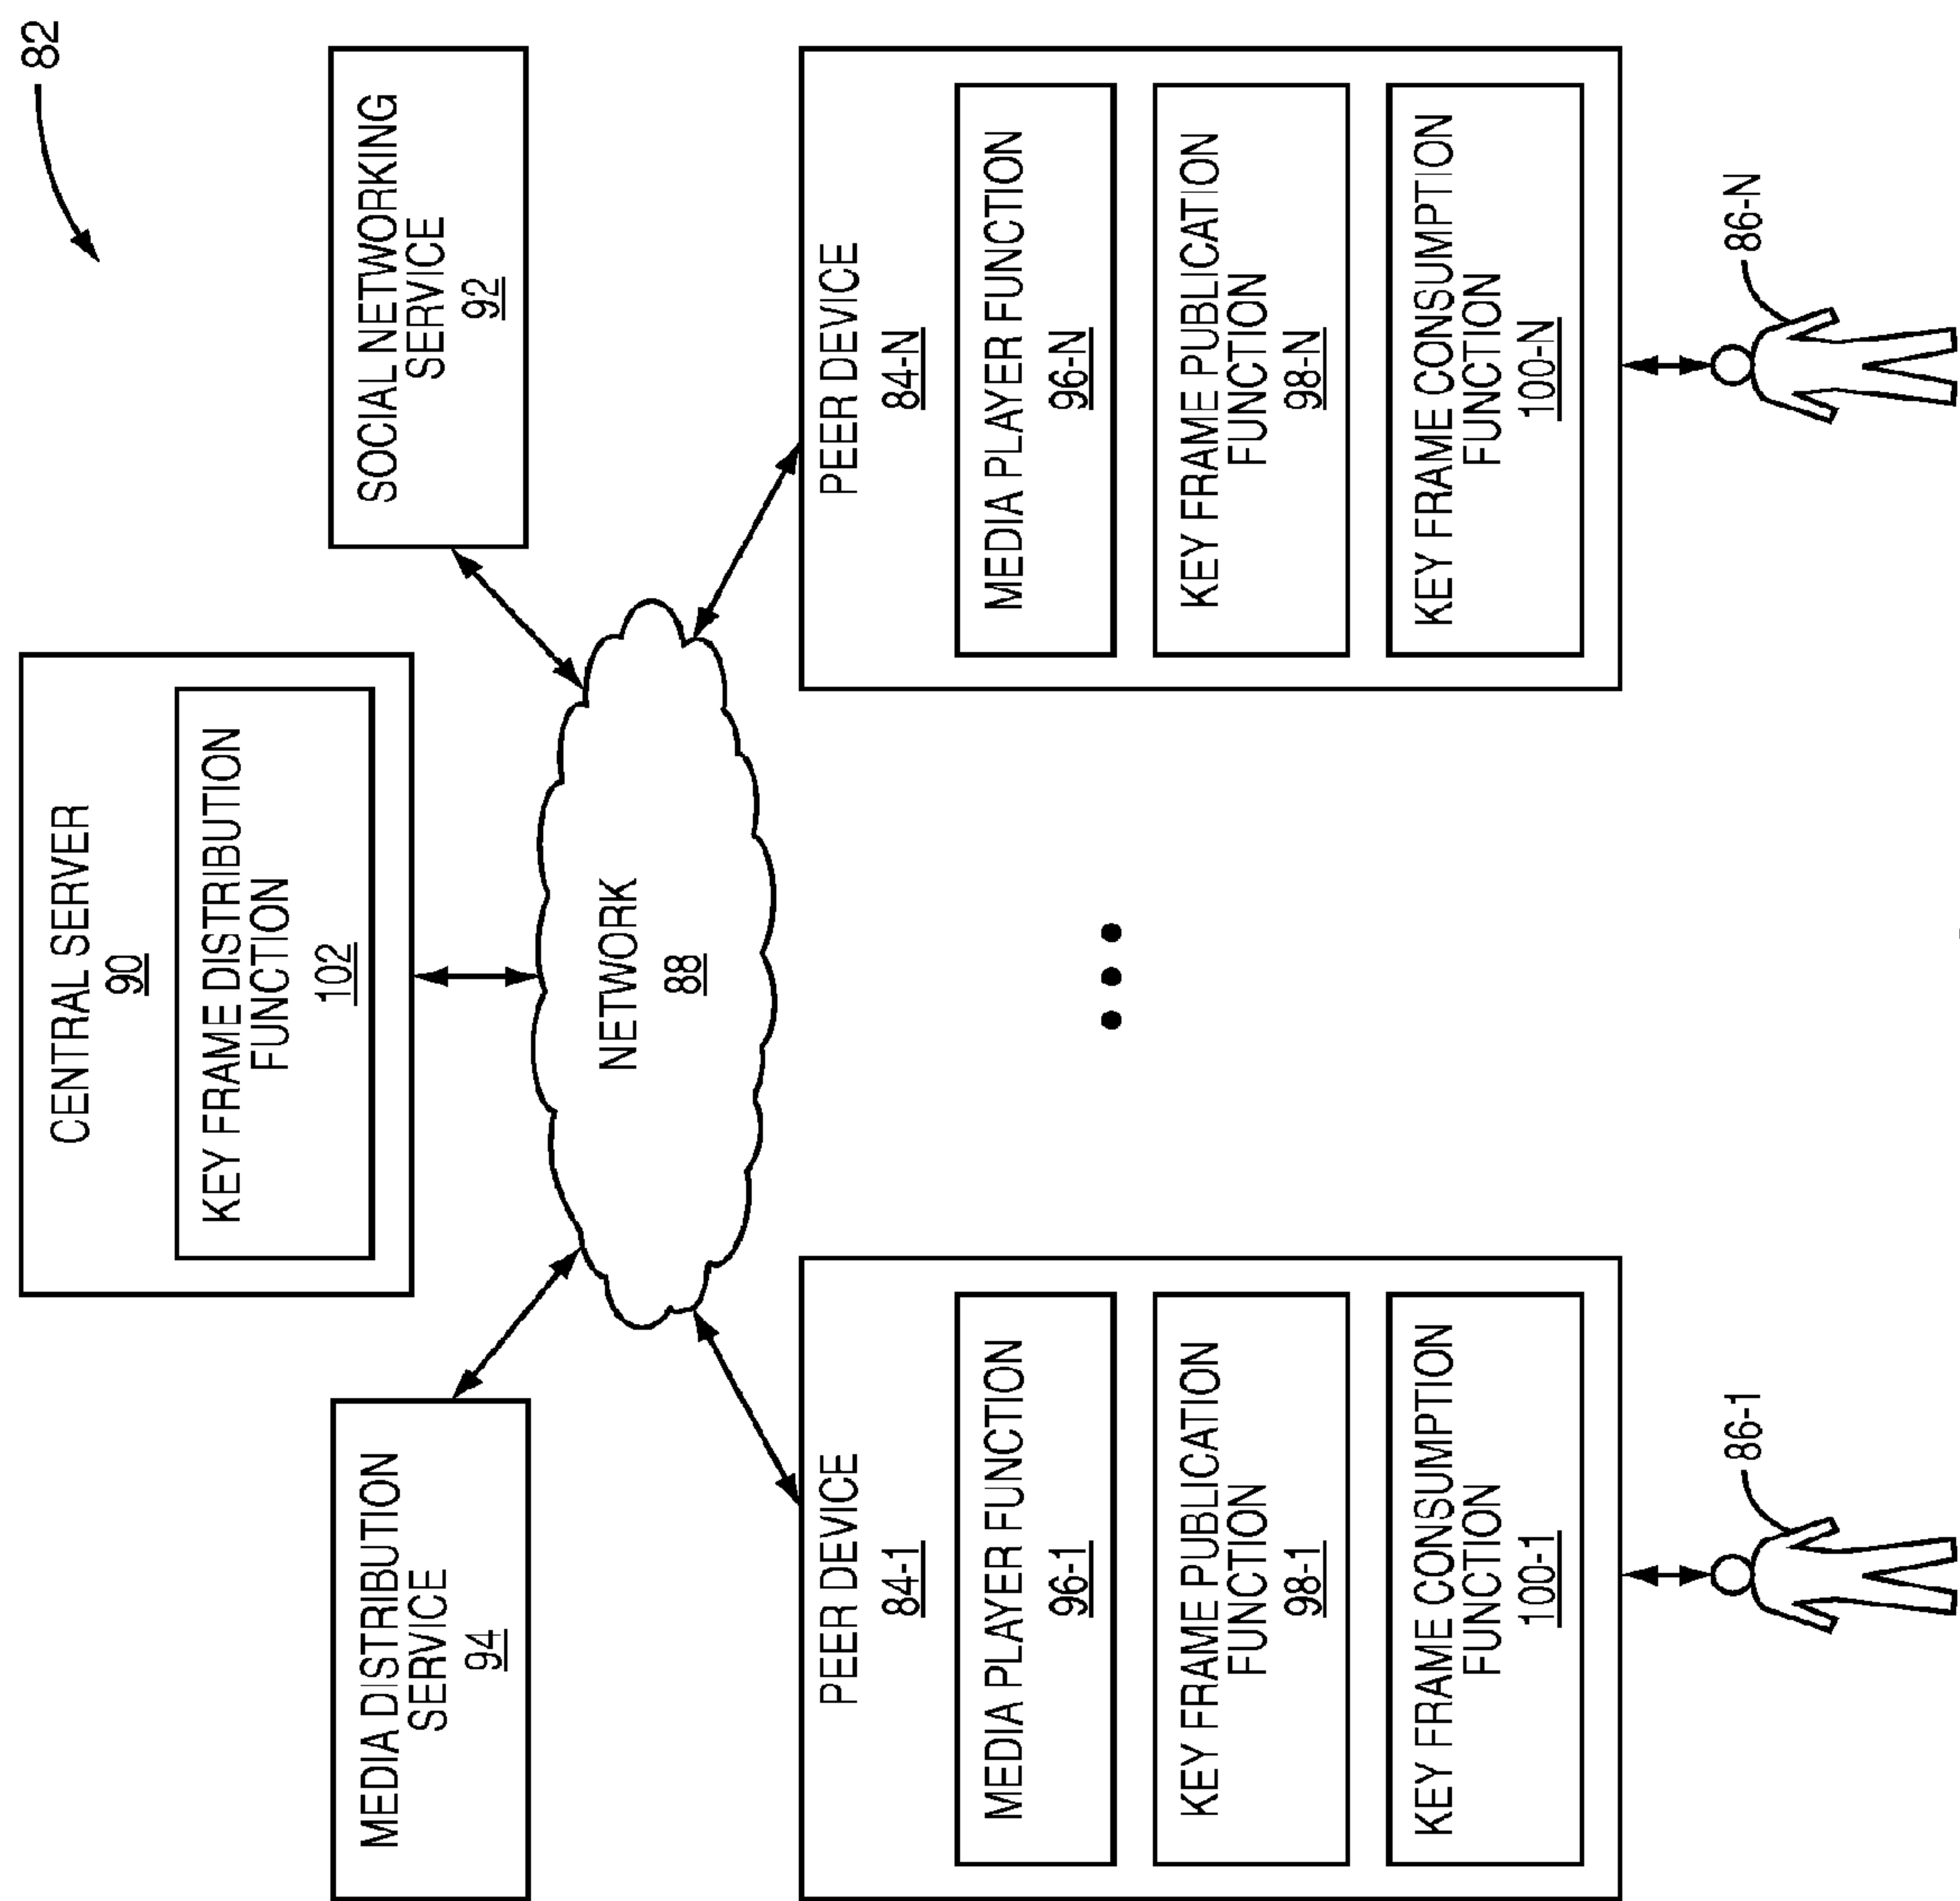 82
CENTRAL SERVER
90
KEY FRAME DISTRIBUTION
FUNCTION
102
MEDIA DISTRIBUTION
SERVICE
94
SOCIAL NETWORKING
SERVICE
92
NETWORK
88
PEER DEVICE
84-1
MEDIA PLAYER FUNCTION
96-1
KEY FRAME PUBLICATION
FUNCTION
98-1
KEY FRAME CONSUMPTION
FUNCTION
100-1
86-1
PEER DEVICE
84-N
MEDIA PLAYER FUNCTION
96-N
KEY FRAME PUBLICATION
FUNCTION
98-N
KEY FRAME CONSUMPTION
FUNCTION
100-N
86-N